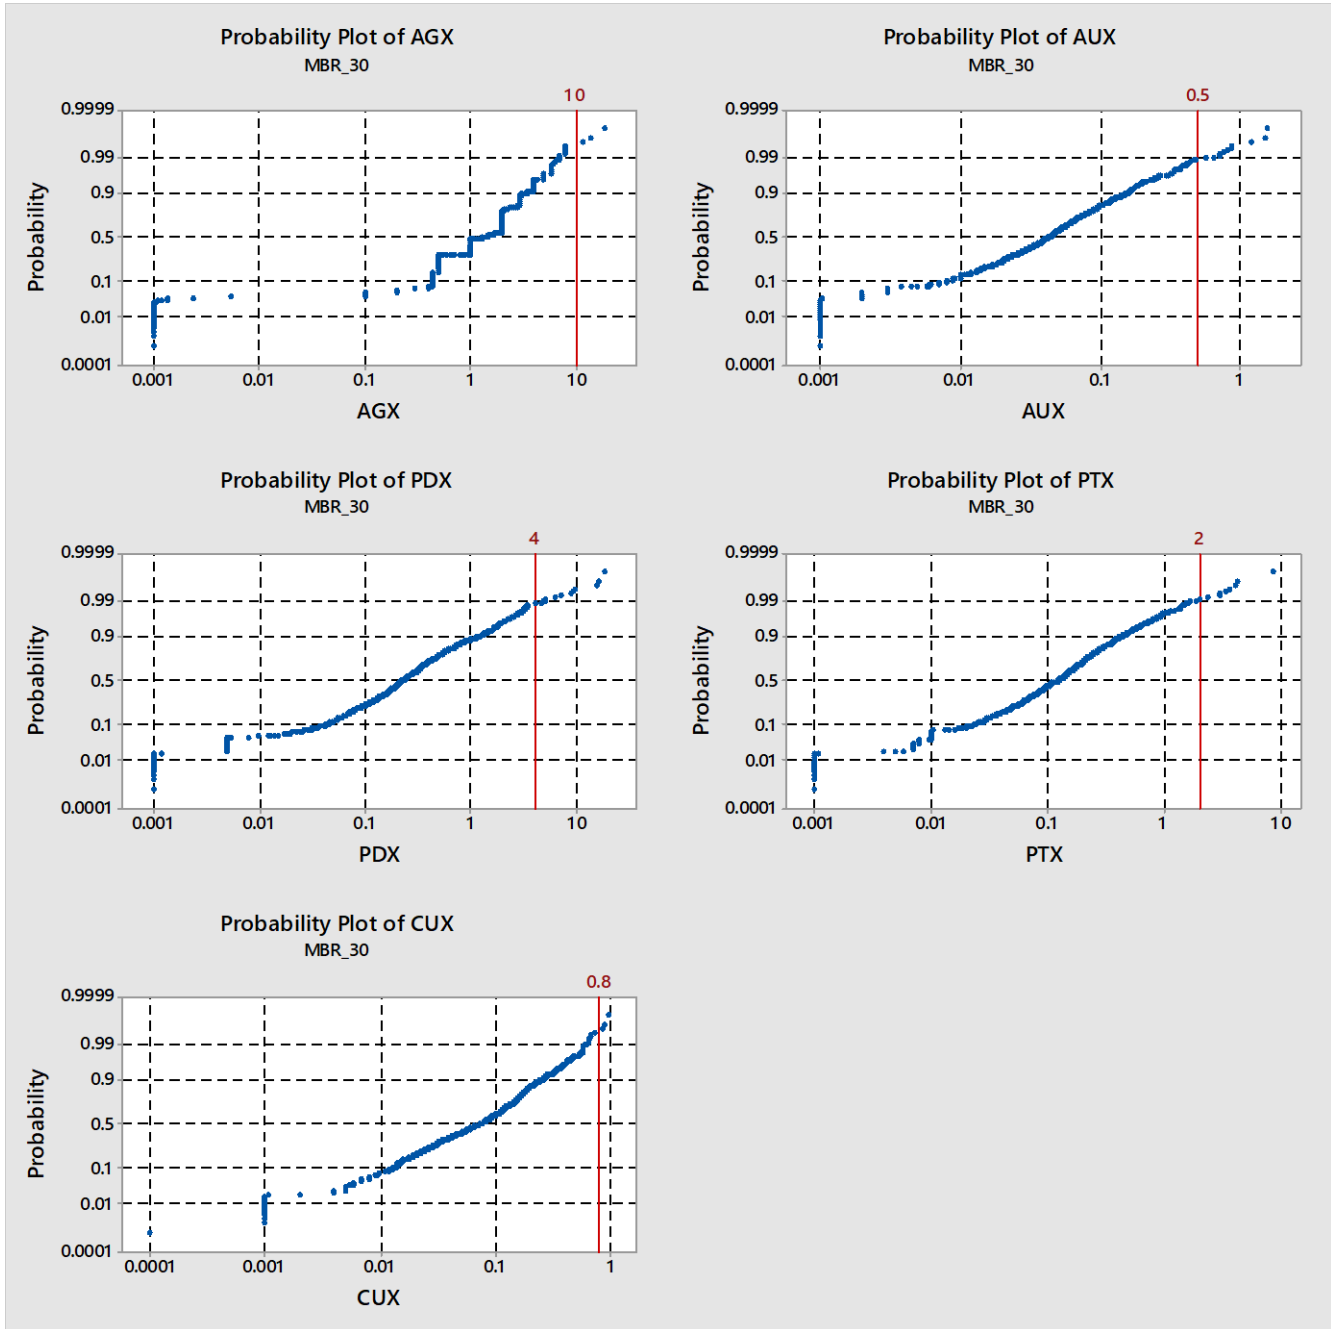 Probability Plot of AGX
MBR_30
10
0.9999
0.99
0.9
0.5
0.1
0.01
0.0001
Probability
0.001 0.01 0.1 1 10
AGX
Probability Plot of AUX
MBR_30
0.5
0.9999
0.99
0.9
0.5
0.1
0.01
0.0001
Probability
0.001 0.01 0.1 1
AUX
Probability Plot of PDX
MBR_30
4
0.9999
0.99
0.9
0.5
0.1
0.01
0.0001
Probability
0.001 0.01 0.1 1 10
PDX
Probability Plot of PTX
MBR_30
2
0.9999
0.99
0.9
0.5
0.1
0.01
0.0001
Probability
0.001 0.01 0.1 1 10
PTX
Probability Plot of CUX
MBR_30
0.8
0.9999
0.99
0.9
0.5
0.1
0.01
0.0001
Probability
0.0001 0.001 0.01 0.1 1
CUX